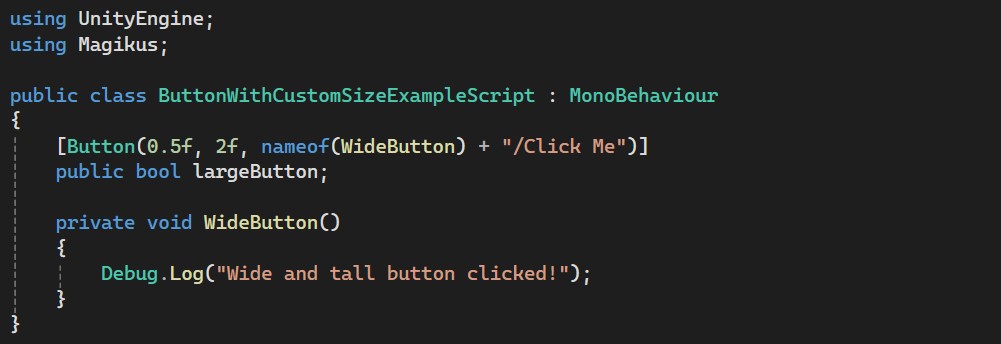 using UnityEngine;
using Magikus;
public class ButtonWithCustomSizeExampleScript : MonoBehaviour
{
[Button(0.5f, 2f, nameof(WideButton) + "/Click Me")]
public bool largeButton;
private void WideButton()
{
Debug.Log("Wide and tall button clicked!");
}
}